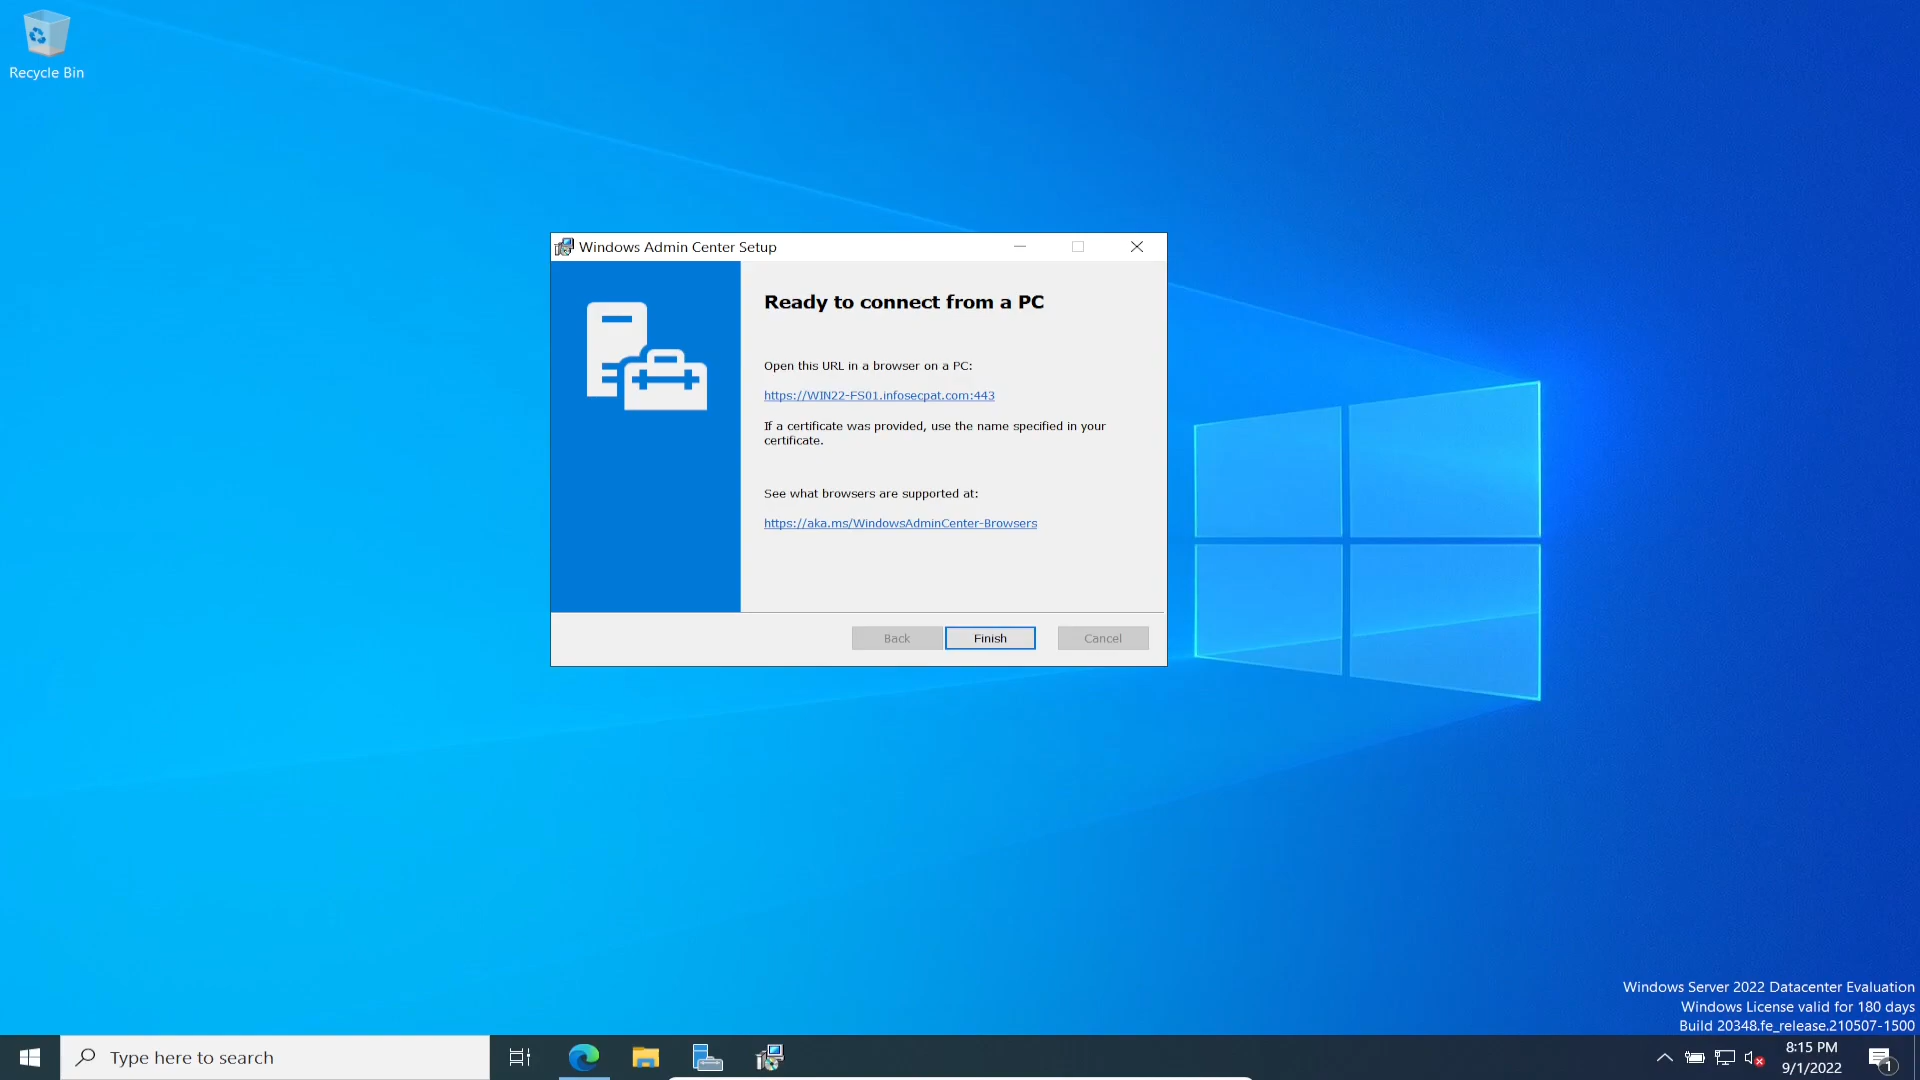 Recycle Bin
Windows Admin Center Setup
Ready to connect from a PC
Open this URL in a browser on a PC:
https://WIN22-FS01.infosecpat.com:443
If a certificate was provided, use the name specified in your
certificate.
See what browsers are supported at:
https://aka.ms/WindowsAdminCenter-Browsers
Back
Finish
Cancel
Windows Server 2022 Datacenter Evaluation
Windows License valid for 180 days
Build 20348.fe_release.210507-1500
Type here to search
8:15 PM
9/1/2022
1